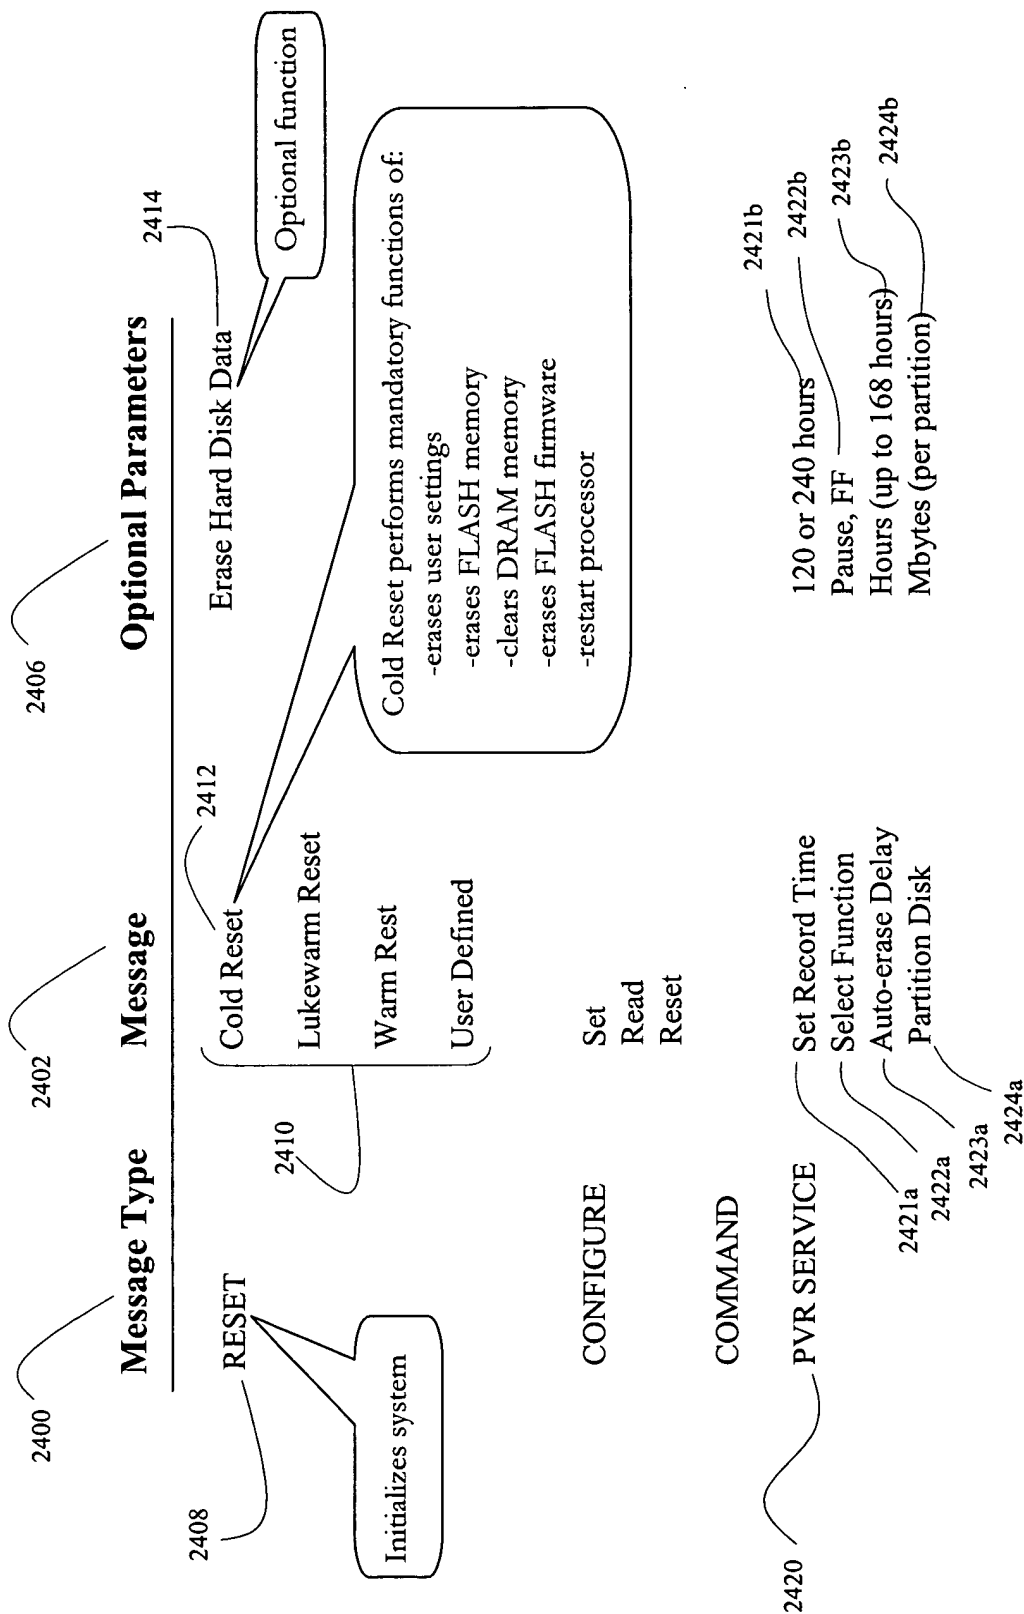 2400
2402
2406
Message Type Message Optional Parameters
2408
RESET
Initializes system
2410
2412
Cold Reset
Lukewarm Reset
Warm Rest
User Defined
2414
Erase Hard Disk Data
Optional function
Cold Reset performs mandatory functions of:
-erases user settings
-erases FLASH memory
-clears DRAM memory
-erases FLASH firmware
-restart processor
CONFIGURE
Set
Read
Reset
COMMAND
2420
PVR SERVICE
Set Record Time
Select Function
Auto-erase Delay
Partition Disk
2421a
2422a
2423a
2424a
120 or 240 hours
Pause, FF
Hours (up to 168 hours)
Mbytes (per partition)
2421b
2422b
2423b
2424b